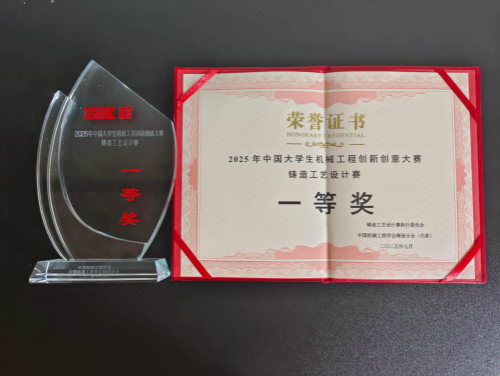 2025年中国大学生机械工程创新创意大赛
铸造工艺设计赛
一等奖
荣誉证书
HONORARY CREDENTIAL
2025年中国大学生机械工程创新创意大赛
铸造工艺设计赛
一等奖
铸造工艺设计赛执行委员会
中国机械工程学会铸造分会（代章）
二〇二五年七月